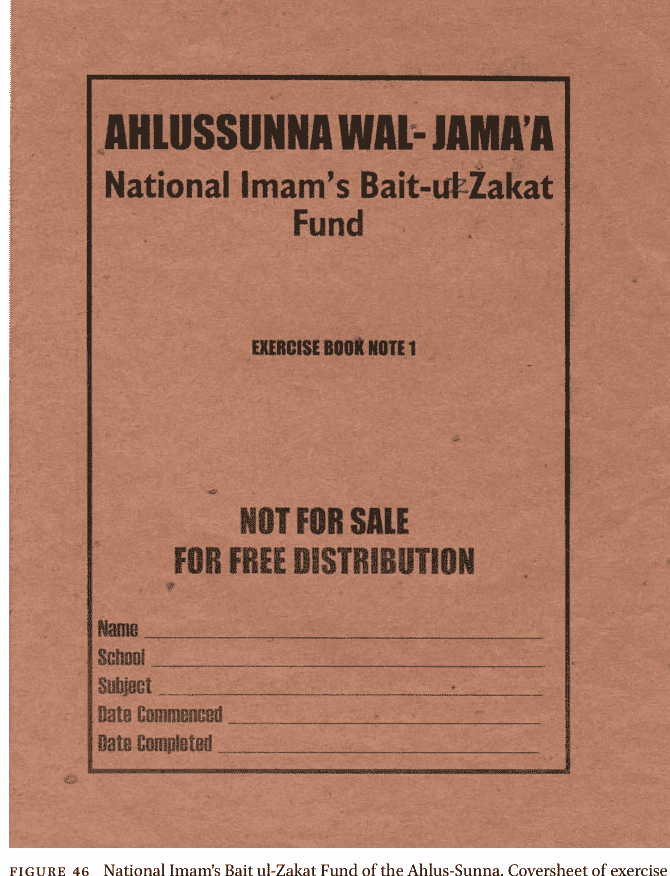 AHLUSSUNNA WAL- JAMA'A
National Imam's Bait-ul-Zakat
Fund
EXERCISE BOOK NOTE 1
NOT FOR SALE
FOR FREE DISTRIBUTION
Name
School
Subject
Date Commenced
Date Completed
FIGURE 46 National Imam's Bait ul-Zakat Fund of the Ahlus-Sunna. Coversheet of exercise